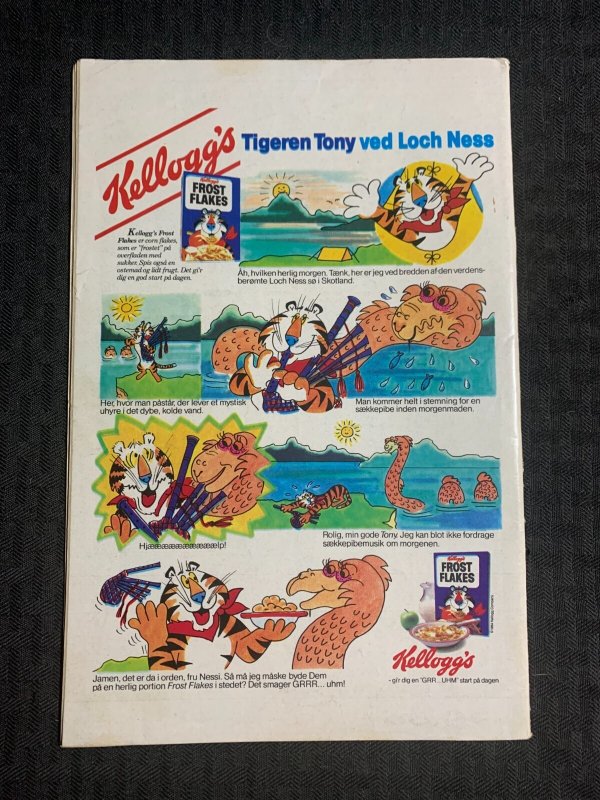 Kellogg's
Tigeren Tony ved Loch Ness
Kellogg's
FROST
FLAKES
Kellogg's Frost
Flakes er corn flakes,
som er "frostet" på
overfladen med
sukker. Spis også en
ostemad og lidt frugt. Det gi'r
dig en god start på dagen.
Åh, hvilken herlig morgen. Tænk, her er jeg ved bredden af den verdens-
berømte Loch Ness sø i Skotland.
Her, hvor man påstår, der lever et mystisk
uhyre i det dybe, kolde vand.
Man kommer helt i stemning for en
sækkepibe inden morgenmaden.
Hjææææææææælp!
Rolig, min gode Tony. Jeg kan blot ikke fordrage
sækkepibemusik om morgenen.
Jamen, det er da i orden, fru Nessi. Så må jeg måske byde Dem
på en herlig portion Frost Flakes i stedet? Det smager GRRR... uhm!
Kellogg's
FROST
FLAKES
Kellogg's
- gi'r dig en "GRR...UHM" start på dagen